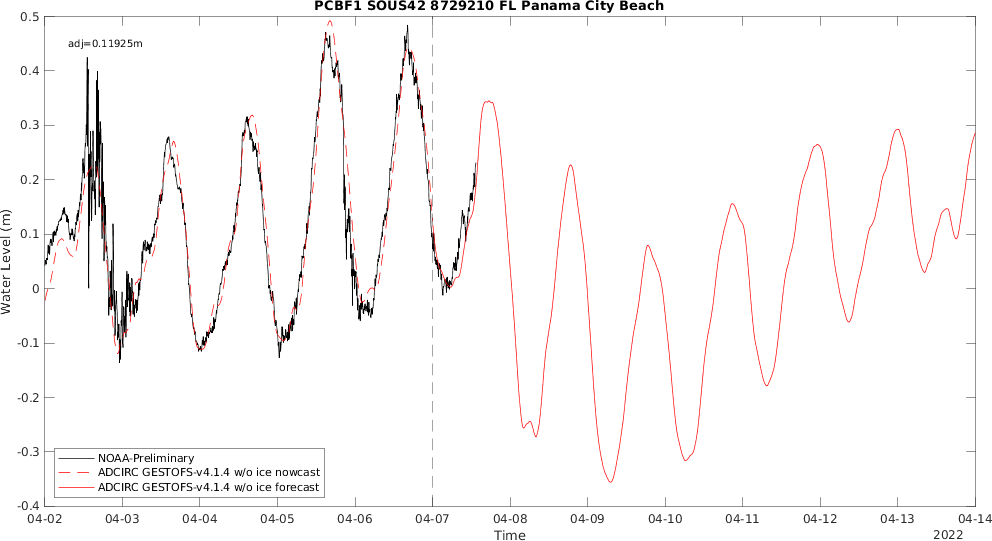 PCBF1 SOUS42 8729210 FL Panama City Beach
adj=0.11925m
0.5
0.4
0.3
0.2
0.1
0
-0.1
-0.2
-0.3
-0.4
Water Level (m)
NOAA-Preliminary
ADCIRC GESTOFS-v4.1.4 w/o ice nowcast
ADCIRC GESTOFS-v4.1.4 w/o ice forecast
04-02 04-03 04-04 04-05 04-06 04-07 04-08 04-09 04-10 04-11 04-12 04-13 04-14
Time
2022